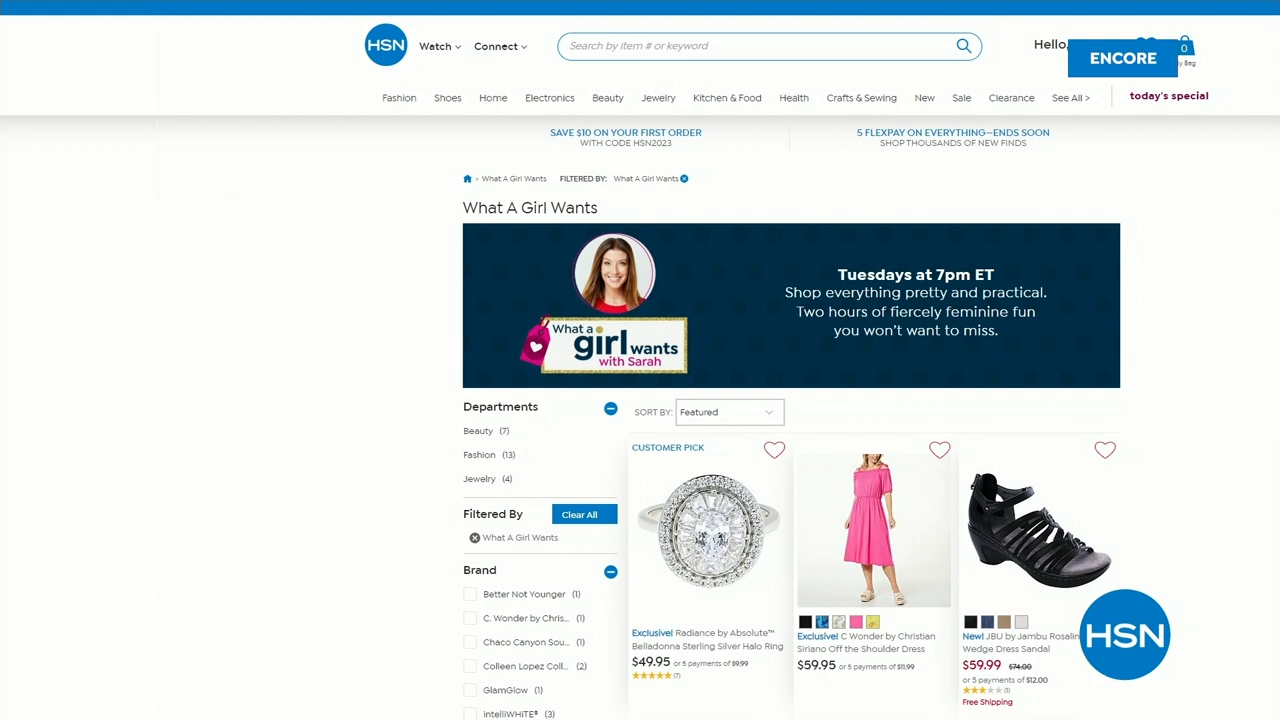 HSN
Watch
Connect
Search by item # or keyword
Hello,
ENCORE
0
Bag
Fashion
Shoes
Home
Electronics
Beauty
Jewelry
Kitchen & Food
Health
Crafts & Sewing
New
Sale
Clearance
See All >
today's special
SAVE $10 ON YOUR FIRST ORDER
WITH CODE HSN2023
5 FLEXPAY ON EVERYTHING—ENDS SOON
SHOP THOUSANDS OF NEW FINDS
> What A Girl Wants
FILTERED BY: What A Girl Wants
What A Girl Wants
What a
girl wants
with Sarah
Tuesdays at 7pm ET
Shop everything pretty and practical.
Two hours of fiercely feminine fun
you won't want to miss.
Departments
Beauty (7)
Fashion (13)
Jewelry (4)
Filtered By
Clear All
What A Girl Wants
Brand
Better Not Younger (1)
C. Wonder by Chris... (1)
Chaco Canyon Sou... (1)
Colleen Lopez Coll... (2)
GlamGlow (1)
intelliWHiTE® (3)
SORT BY: Featured
CUSTOMER PICK
Exclusive! Radiance by Absolute™
Belladonna Sterling Silver Halo Ring
$49.95 or 5 payments of $9.99
(7)
Exclusive! C Wonder by Christian
Siriano Off the Shoulder Dress
$59.95 or 5 payments of $11.99
New! JBU by Jambu Rosalin
Wedge Dress Sandal
$59.99 $74.00
or 5 payments of $12.00
(1)
Free Shipping
HSN